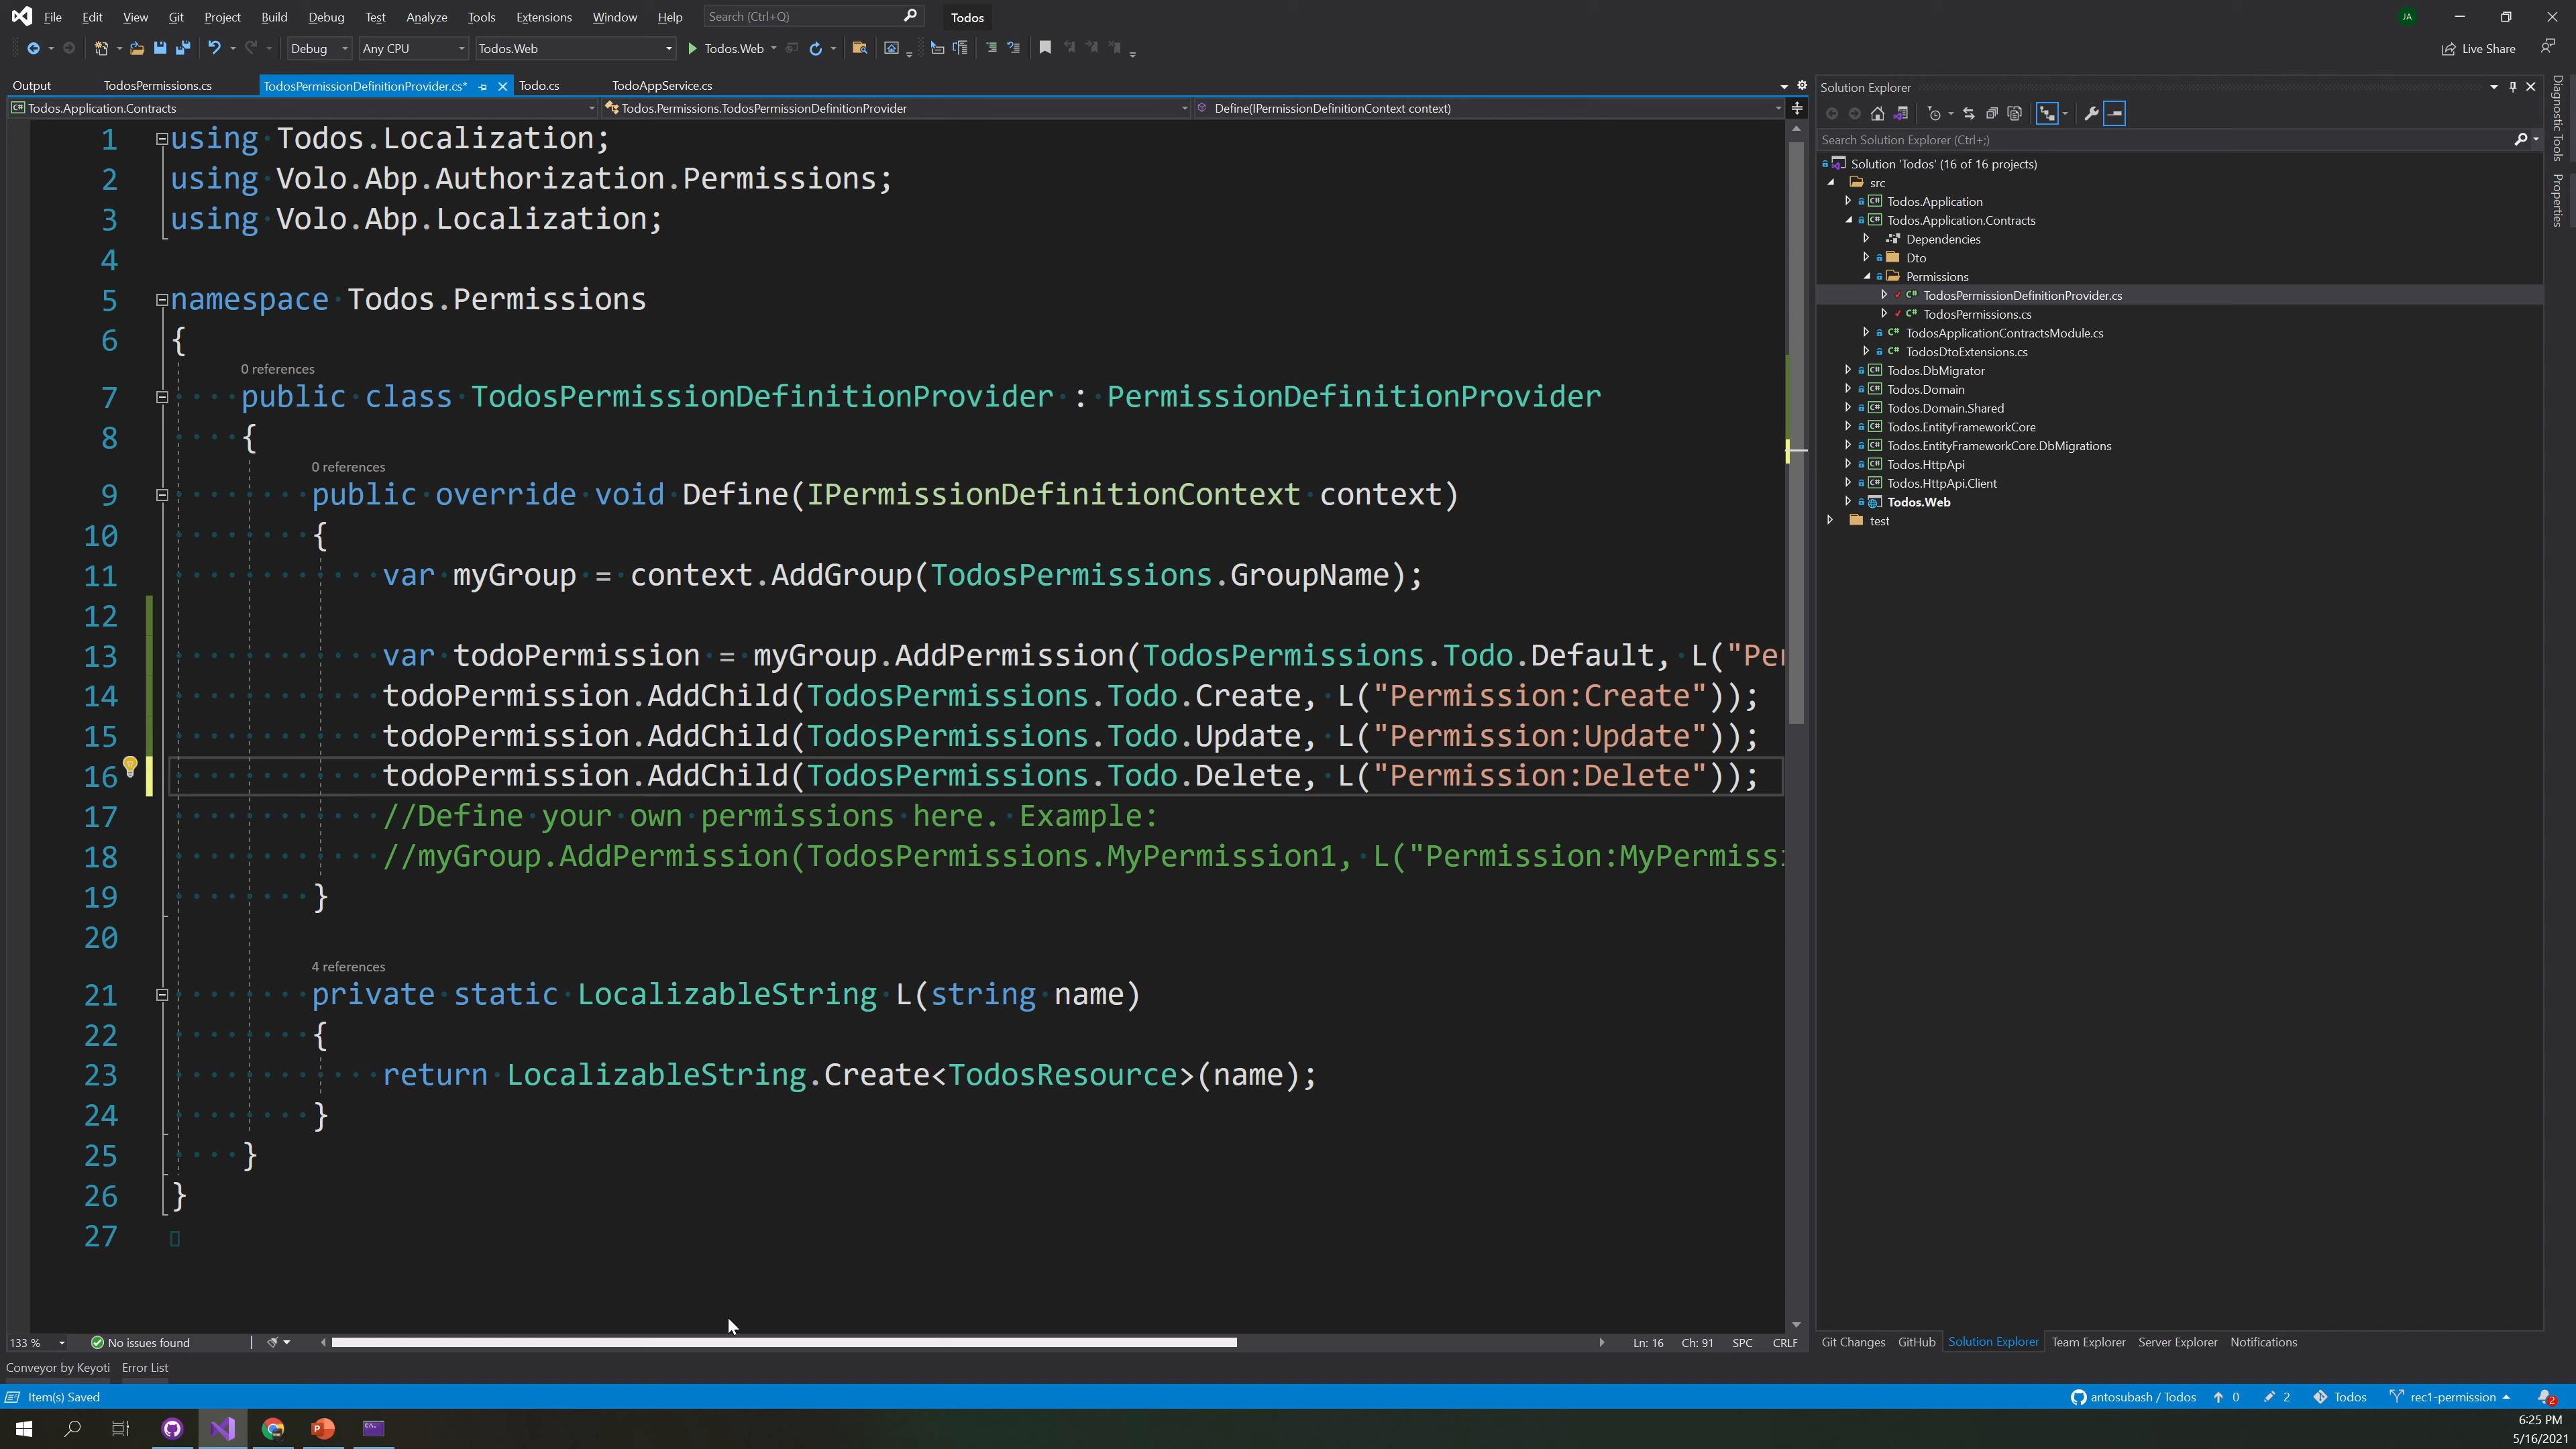 File Edit View Git Project Build Debug Test Analyze Tools Extensions Window Help Search (Ctrl+Q) Todos JA
Debug Any CPU Todos.Web Todos.Web Live Share
Output TodosPermissions.cs TodosPermissionDefinitionProvider.cs* Todo.cs TodoAppService.cs
Todos.Application.Contracts Todos.Permissions.TodosPermissionDefinitionProvider Define(IPermissionDefinitionContext context)
1 using Todos.Localization;
2 using Volo.Abp.Authorization.Permissions;
3 using Volo.Abp.Localization;
4
5 namespace Todos.Permissions
6 {
0 references
7 public class TodosPermissionDefinitionProvider : PermissionDefinitionProvider
8 {
0 references
9 public override void Define(IPermissionDefinitionContext context)
10 {
11 var myGroup = context.AddGroup(TodosPermissions.GroupName);
12
13 var todoPermission = myGroup.AddPermission(TodosPermissions.Todo.Default, L("Per
14 todoPermission.AddChild(TodosPermissions.Todo.Create, L("Permission:Create"));
15 todoPermission.AddChild(TodosPermissions.Todo.Update, L("Permission:Update"));
16 todoPermission.AddChild(TodosPermissions.Todo.Delete, L("Permission:Delete"));
17 //Define your own permissions here. Example:
18 //myGroup.AddPermission(TodosPermissions.MyPermission1, L("Permission:MyPermissi
19 }
20
4 references
21 private static LocalizableString L(string name)
22 {
23 return LocalizableString.Create<TodosResource>(name);
24 }
25 }
26 }
27
133 % No issues found Ln: 16 Ch: 91 SPC CRLF
Conveyor by Keyoti Error List
Solution Explorer
Search Solution Explorer (Ctrl+;)
Solution 'Todos' (16 of 16 projects)
src
Todos.Application
Todos.Application.Contracts
Dependencies
Dto
Permissions
TodosPermissionDefinitionProvider.cs
TodosPermissions.cs
TodosApplicationContractsModule.cs
TodosDtoExtensions.cs
Todos.DbMigrator
Todos.Domain
Todos.Domain.Shared
Todos.EntityFrameworkCore
Todos.EntityFrameworkCore.DbMigrations
Todos.HttpApi
Todos.HttpApi.Client
Todos.Web
test
Git Changes GitHub Solution Explorer Team Explorer Server Explorer Notifications
Diagnostic Tools
Properties
Item(s) Saved antosubash / Todos 0 2 Todos rec1-permission 2
6:25 PM
5/16/2021